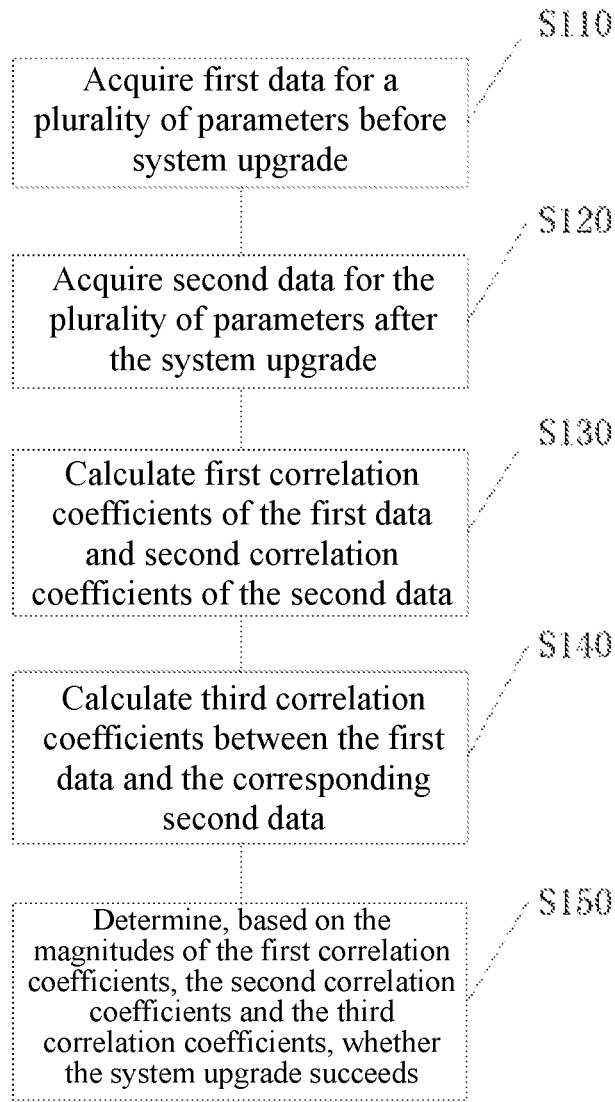 S110
Acquire first data for a
plurality of parameters before
system upgrade
S120
Acquire second data for the
plurality of parameters after
the system upgrade
S130
Calculate first correlation
coefficients of the first data
and second correlation
coefficients of the second data
S140
Calculate third correlation
coefficients between the first
data and the corresponding
second data
S150
Determine, based on the
magnitudes of the first correlation
coefficients, the second correlation
coefficients and the third
correlation coefficients, whether
the system upgrade succeeds